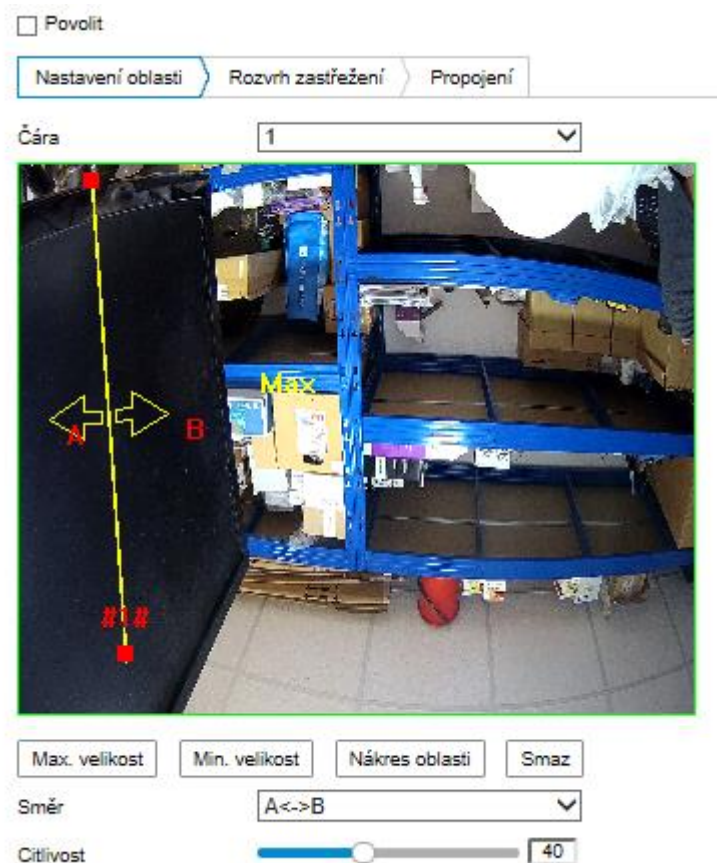 Povolit
Nastavení oblasti Rozvrh zastřežení Propojení
Čára 1
Max
A B
#1#
Max. velikost Min. velikost Nákres oblasti Smaz
Směr A<->B
Citlivost 40